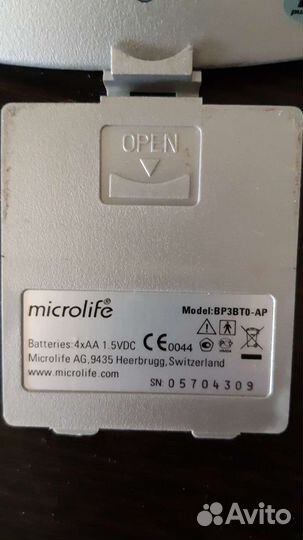 OPEN
microlife®
Model:BP3BT0-AP
Batteries:4xAA 1.5VDC CE0044
Microlife AG,9435 Heerbrugg,Switzerland
www.microlife.com
SN: 05704309
Avito